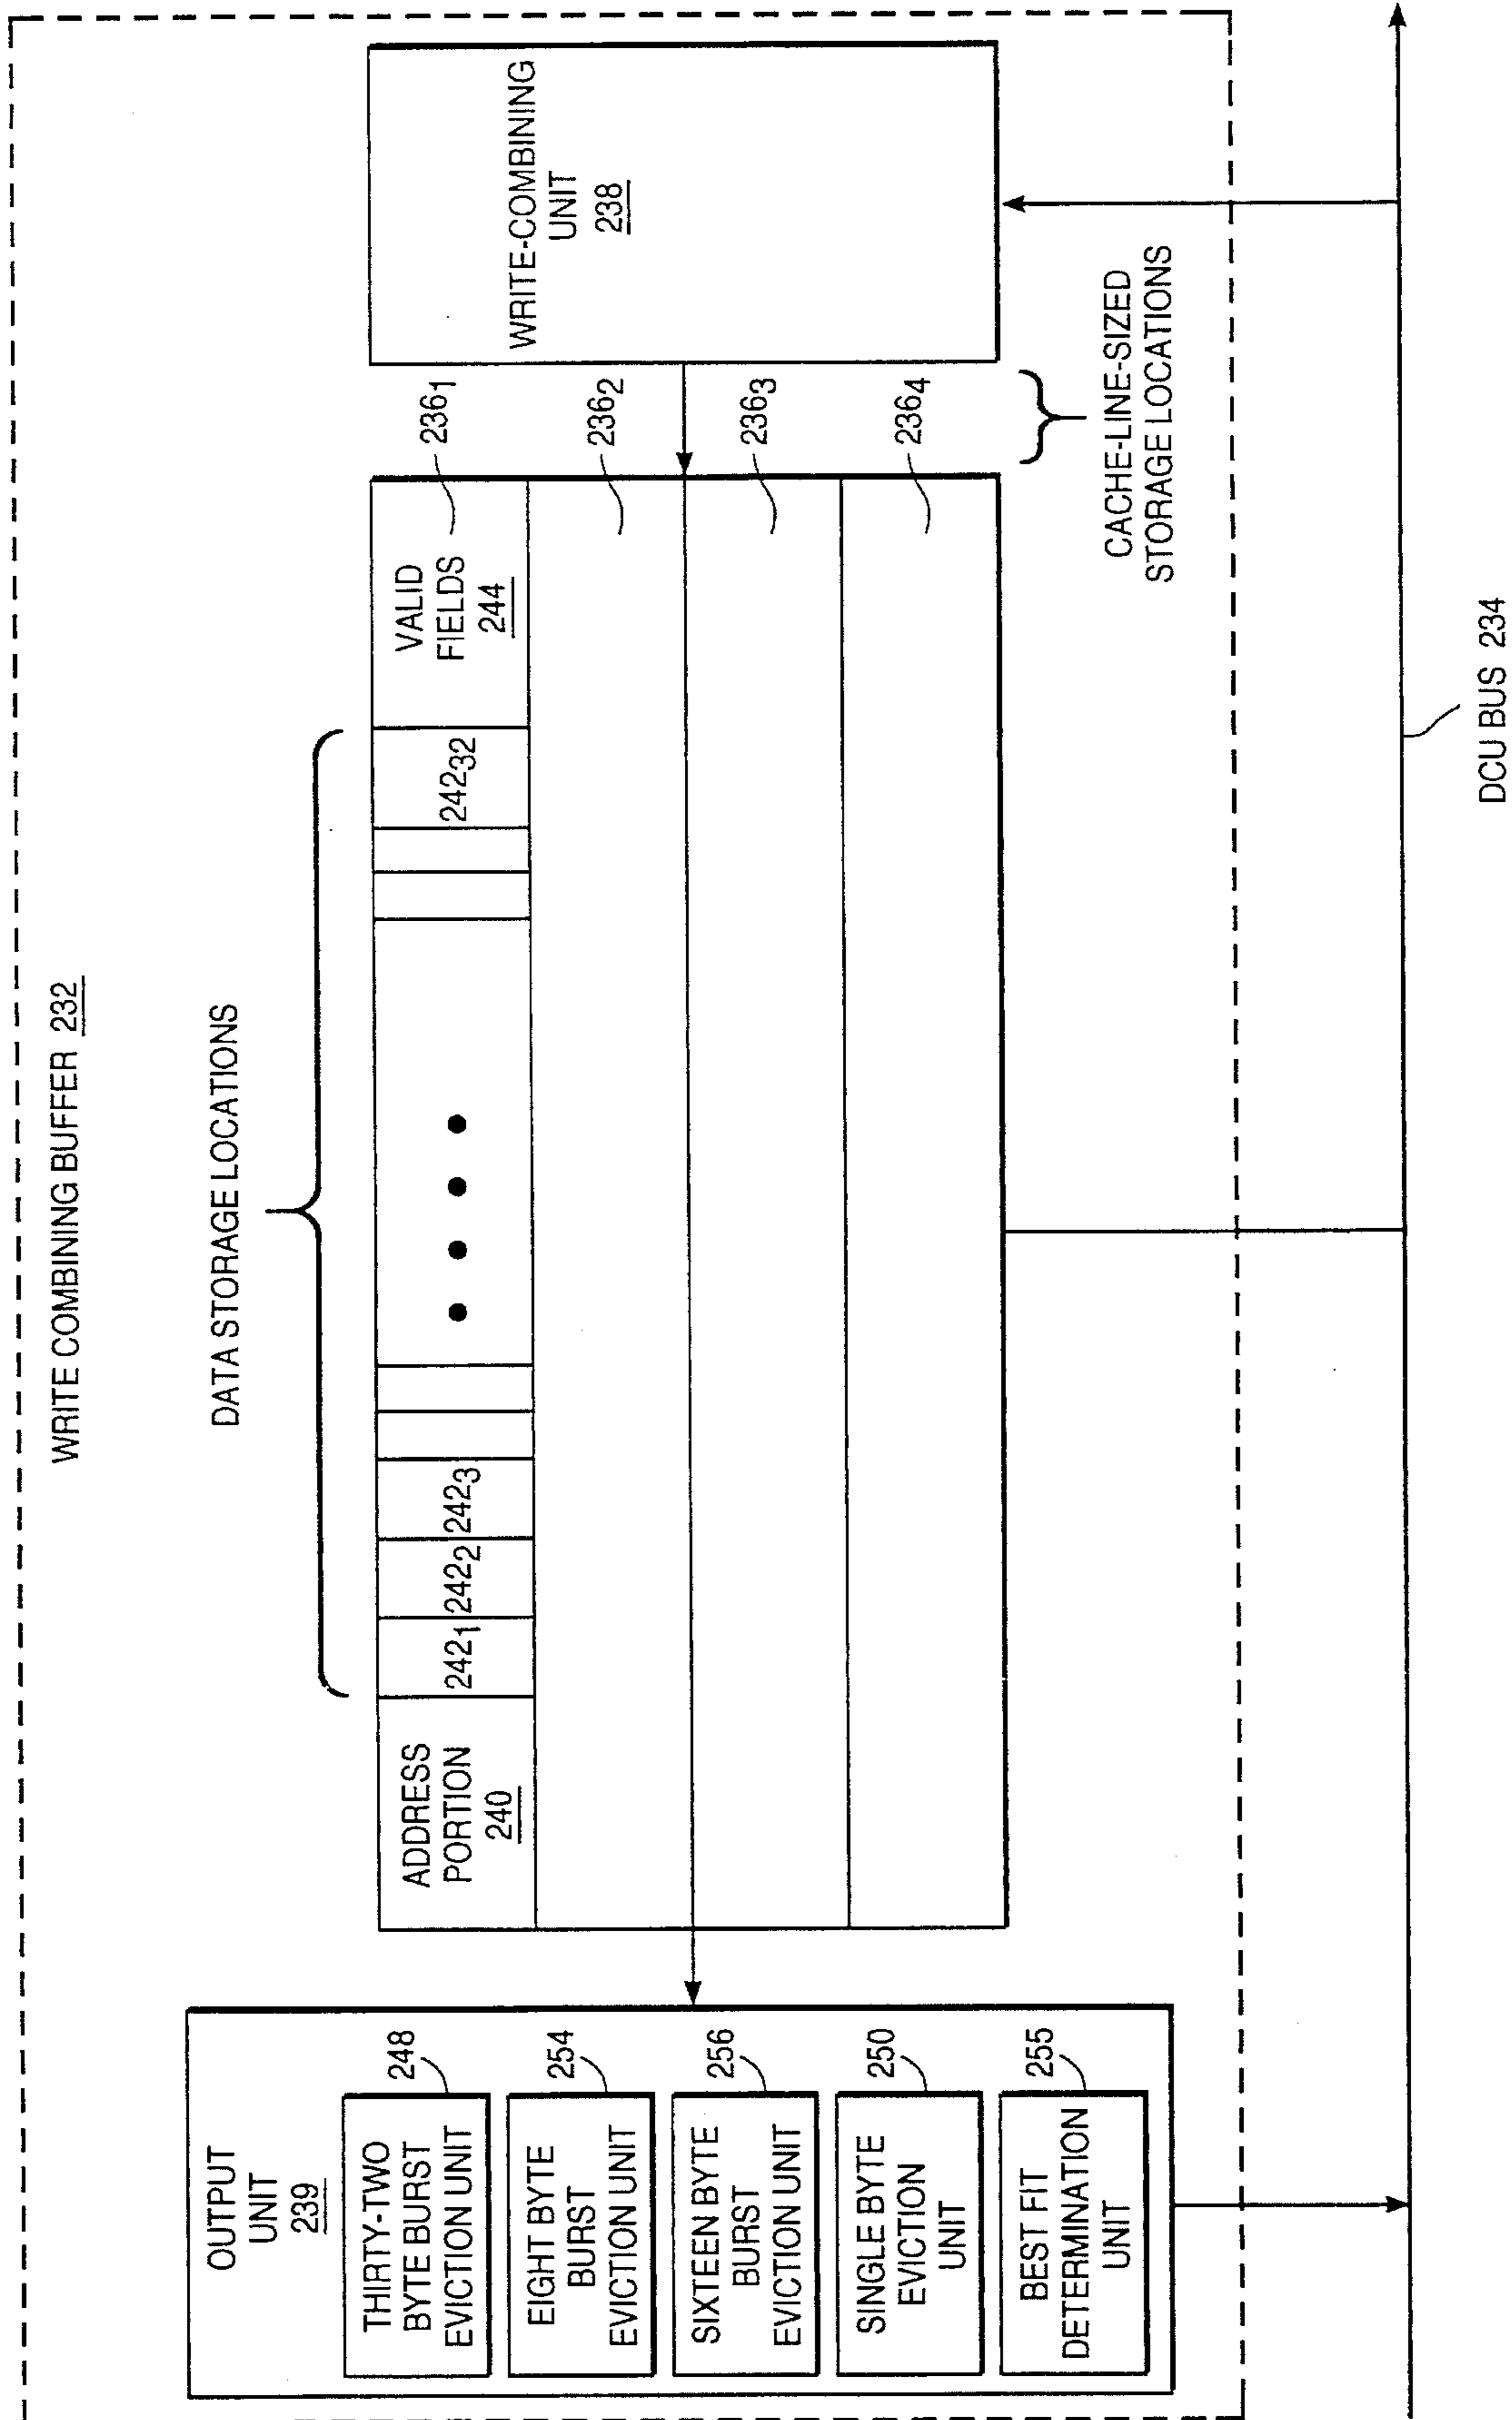 WRITE COMBINING BUFFER 232
DATA STORAGE LOCATIONS
OUTPUT
UNIT
239
THIRTY-TWO
BYTE BURST
EVICTION UNIT
248
EIGHT BYTE
BURST
EVICTION UNIT
254
SIXTEEN BYTE
BURST
EVICTION UNIT
256
SINGLE BYTE
EVICTION
UNIT
250
BEST FIT
DETERMINATION
UNIT
255
ADDRESS
PORTION
240
242₁
242₂
242₃
242₃₂
VALID
FIELDS
244
236₁
236₂
236₃
236₄
WRITE-COMBINING
UNIT
238
CACHE-LINE-SIZED
STORAGE LOCATIONS
DCU BUS 234